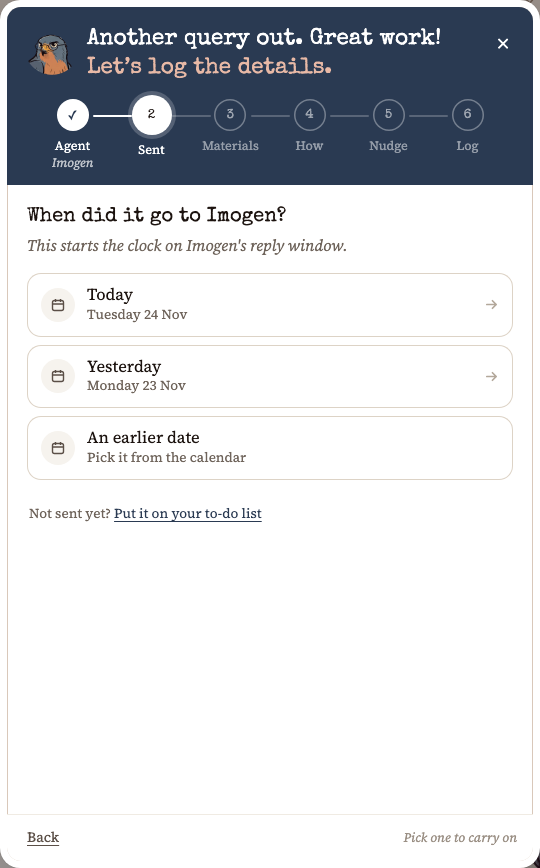 Another query out. Great work!
Let's log the details.
✓
2
3
4
5
6
Agent
Sent
Materials
How
Nudge
Log
Imogen
When did it go to Imogen?
This starts the clock on Imogen's reply window.
Today
Tuesday 24 Nov
Yesterday
Monday 23 Nov
An earlier date
Pick it from the calendar
Not sent yet? Put it on your to-do list
Back
Pick one to carry on